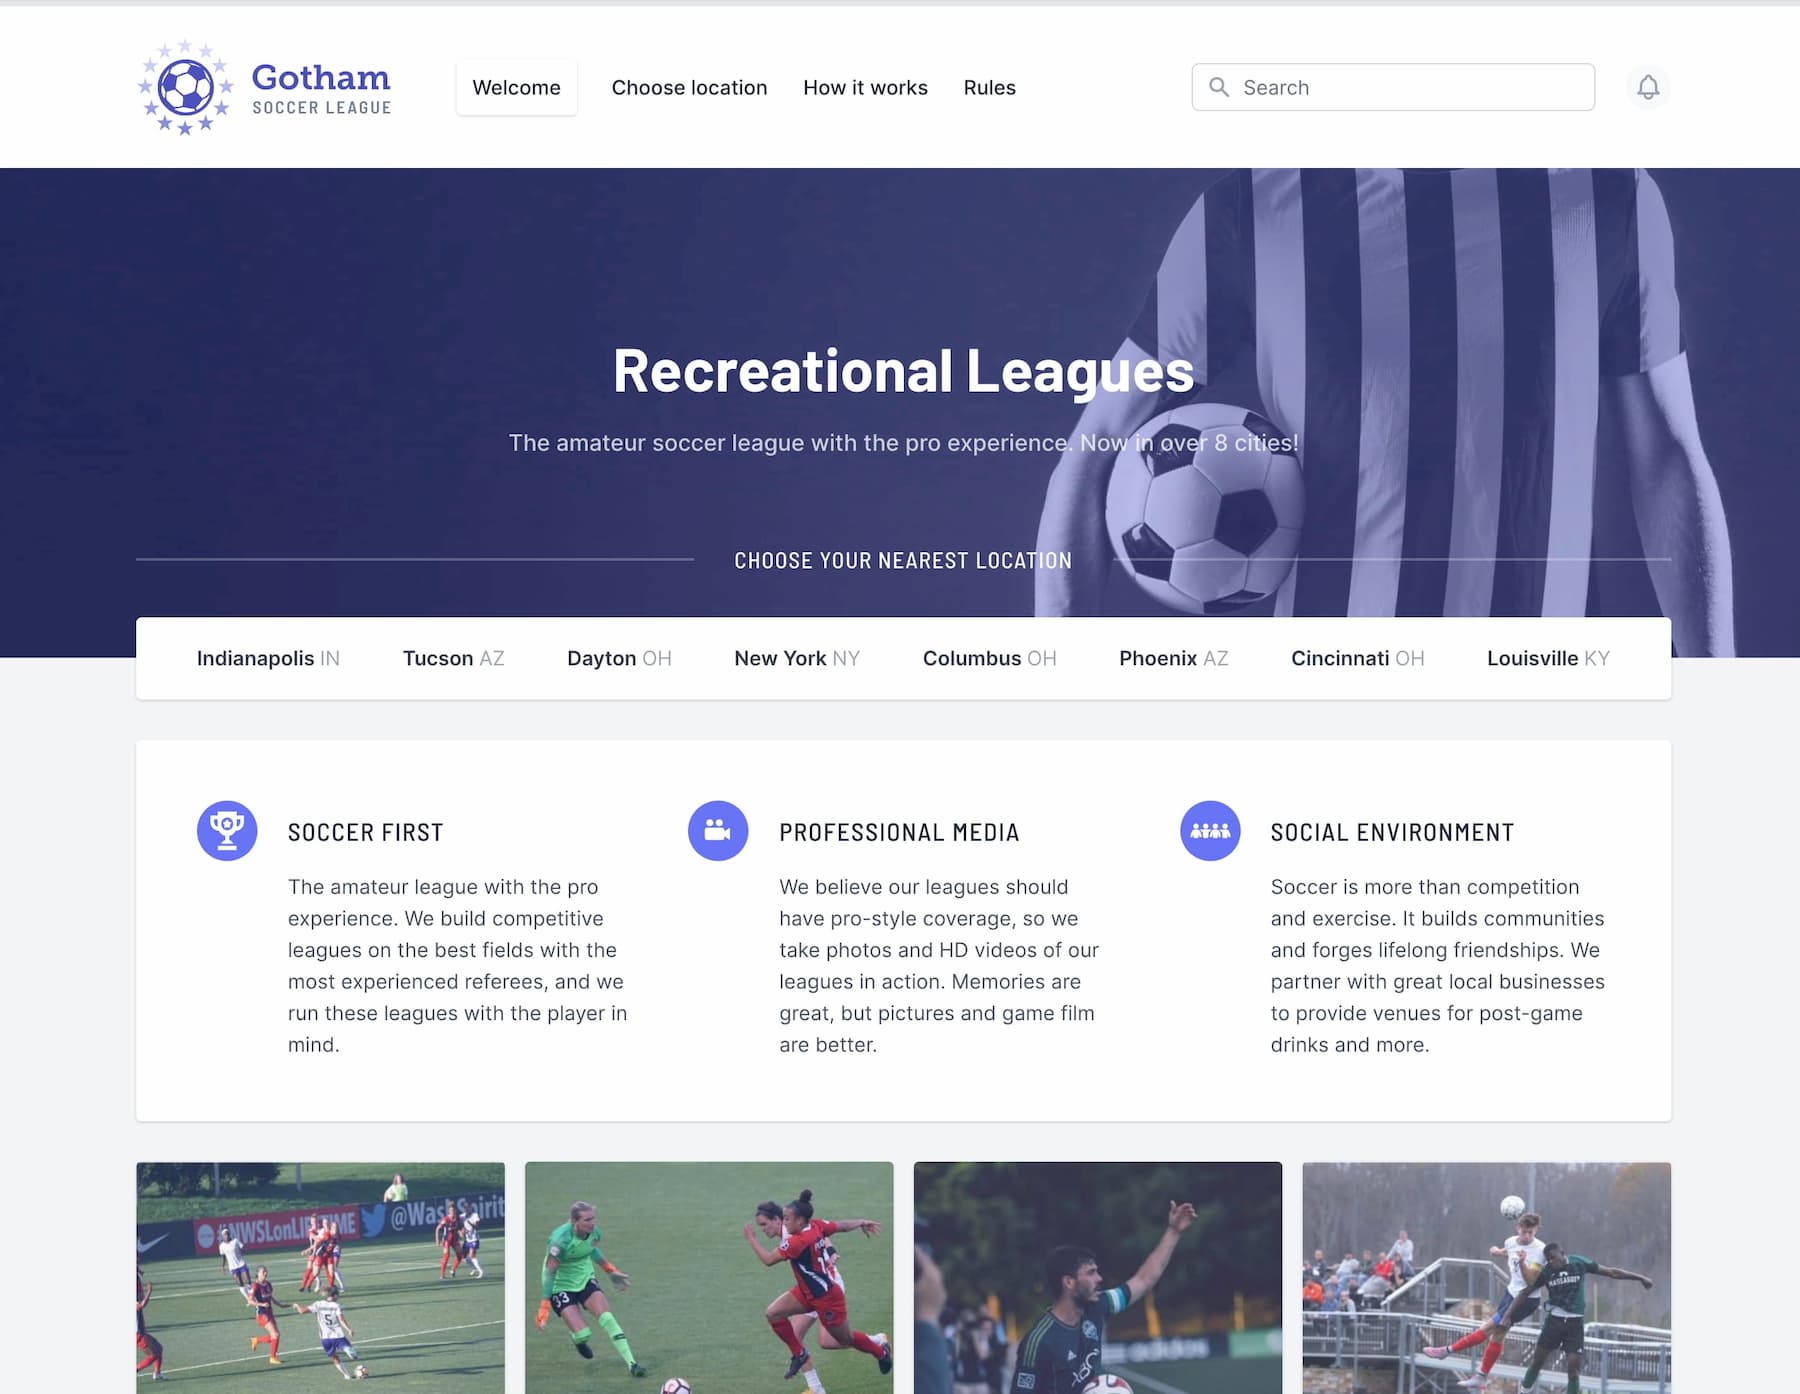 Gotham
SOCCER LEAGUE
Welcome
Choose location
How it works
Rules
Search
Recreational Leagues
The amateur soccer league with the pro experience. Now in over 8 cities!
CHOOSE YOUR NEAREST LOCATION
Indianapolis IN
Tucson AZ
Dayton OH
New York NY
Columbus OH
Phoenix AZ
Cincinnati OH
Louisville KY
SOCCER FIRST
The amateur league with the pro
experience. We build competitive
leagues on the best fields with the
most experienced referees, and we
run these leagues with the player in
mind.
PROFESSIONAL MEDIA
We believe our leagues should
have pro-style coverage, so we
take photos and HD videos of our
leagues in action. Memories are
great, but pictures and game film
are better.
SOCIAL ENVIRONMENT
Soccer is more than competition
and exercise. It builds communities
and forges lifelong friendships. We
partner with great local businesses
to provide venues for post-game
drinks and more.
#NWSLonLIFETIME
5
33
adidas